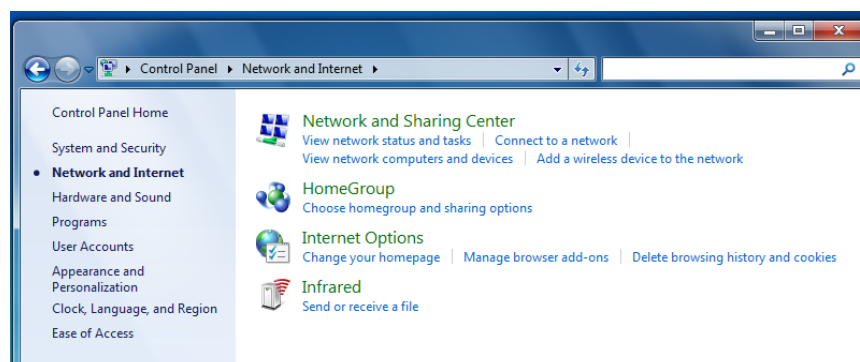 Control Panel Network and Internet
Control Panel Home
System and Security
Network and Internet
Hardware and Sound
Programs
User Accounts
Appearance and
Personalization
Clock, Language, and Region
Ease of Access
Network and Sharing Center
View network status and tasks Connect to a network
View network computers and devices Add a wireless device to the network
HomeGroup
Choose homegroup and sharing options
Internet Options
Change your homepage Manage browser add-ons Delete browsing history and cookies
Infrared
Send or receive a file